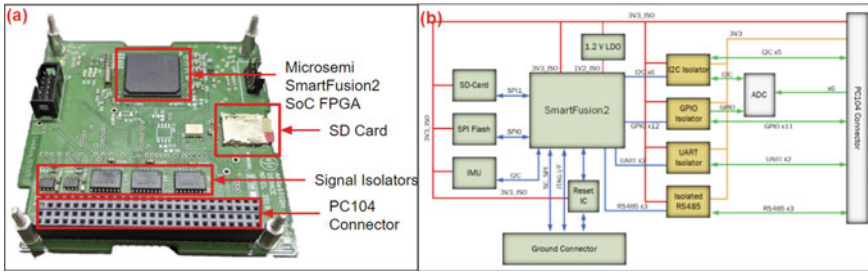 (a)
Microsemi
SmartFusion2
SoC FPGA
SD Card
Signal Isolators
PC104
Connector
(b)
3V3_ISO
1.2 V LDO
3V3
3V3_ISO
1V2_ISO
I2C x6
I2C Isolator
I2C x5
I2C
SD-Card
SPI1
SmartFusion2
ADC
x6
PC104 Connector
3V3_ISO
SPI Flash
SPI0
GPIO x12
GPIO
Isolator
GPIO
GPIO x11
IMU
I2C
SC_SPI
JTAG I/F
UART x2
UART
Isolator
UART x2
3V3_ISO
Reset
IC
RS485 x3
Isolated
RS485
RS485 x3
Ground Connector